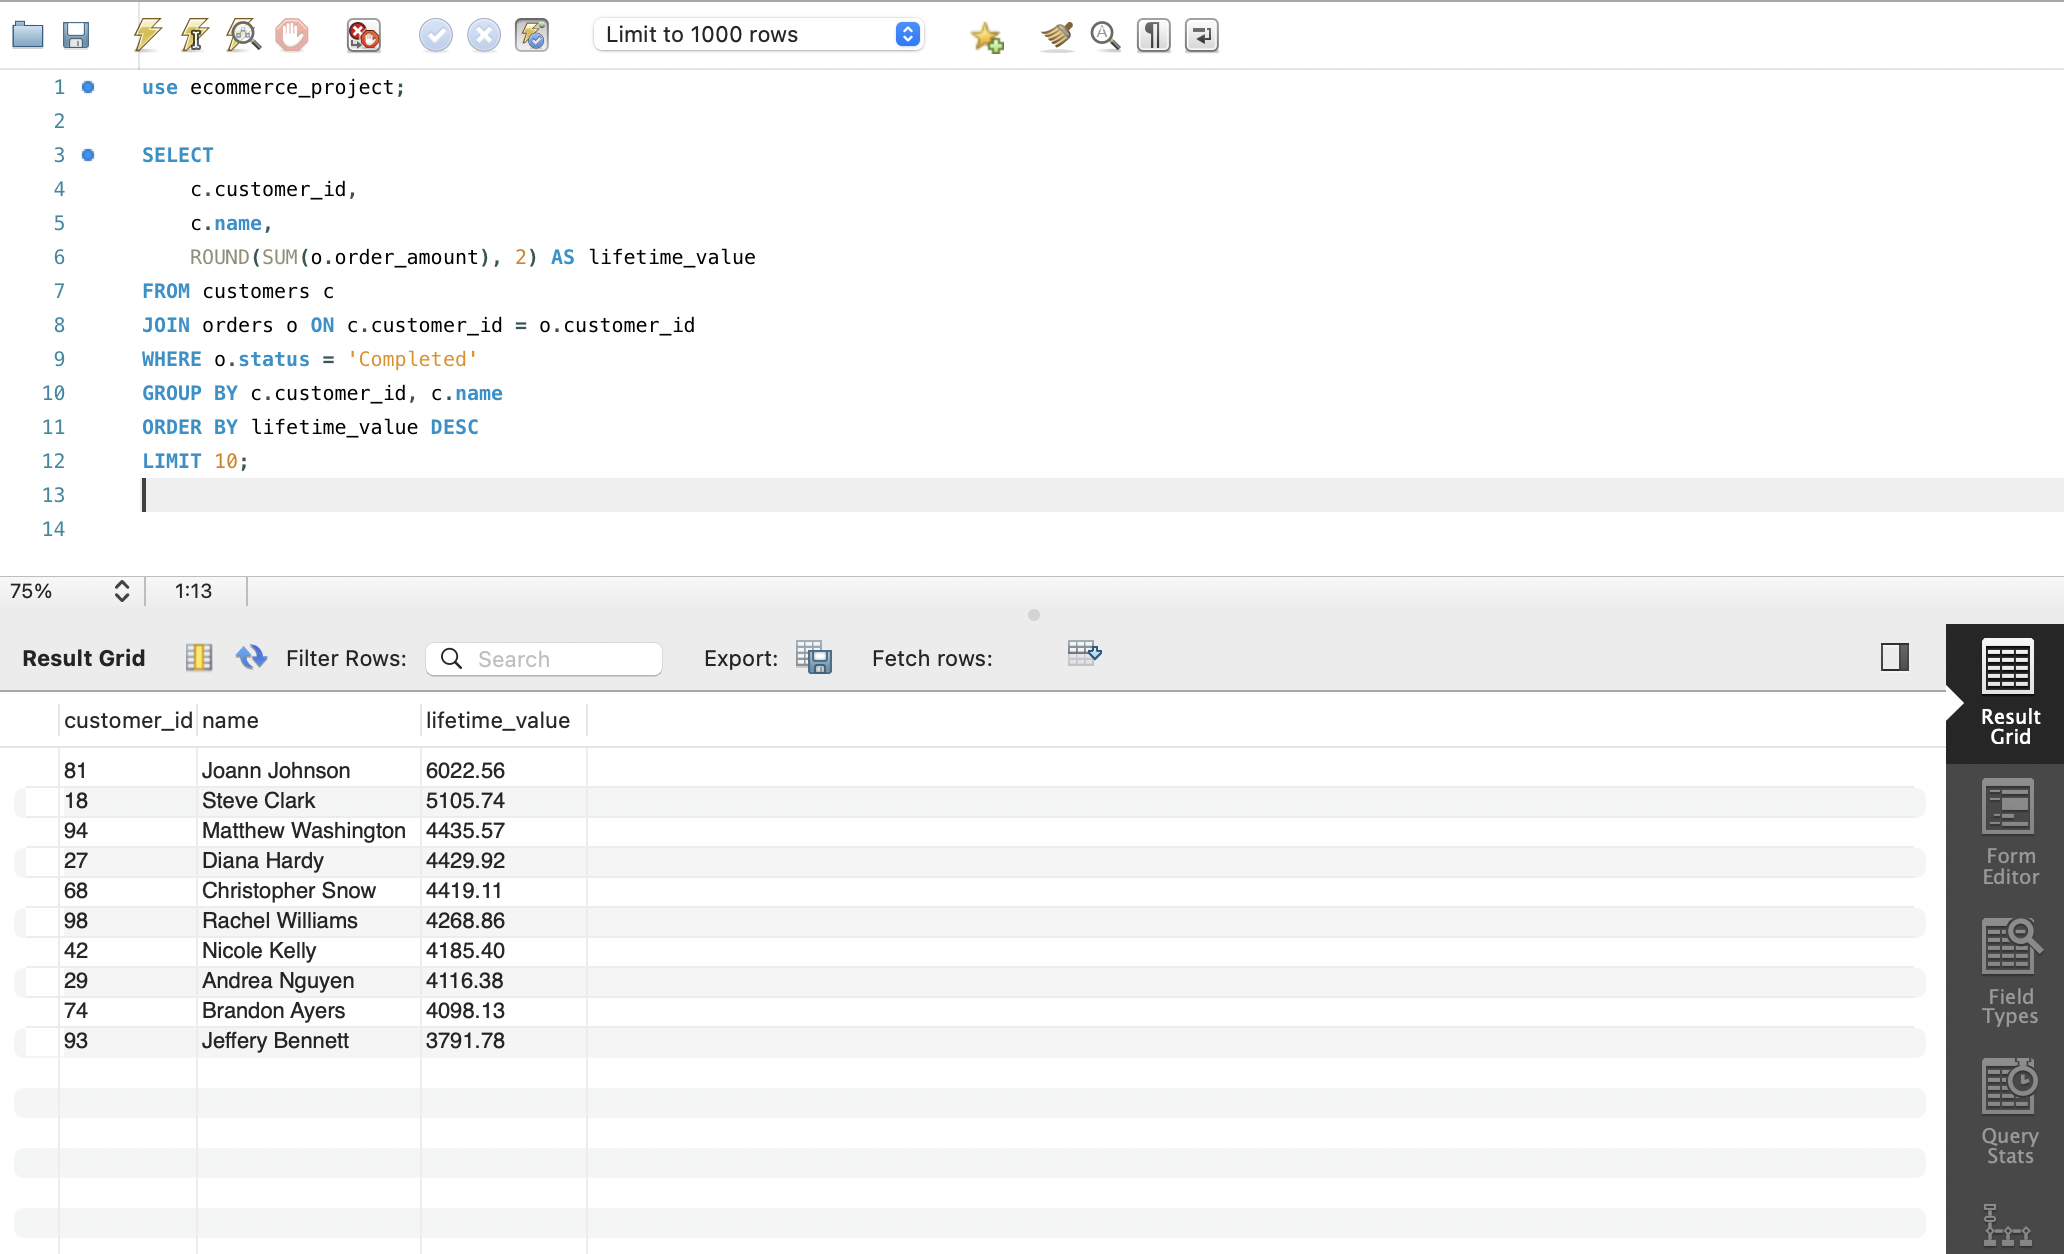 Limit to 1000 rows
1 use ecommerce_project;
2
3 SELECT
4 c.customer_id,
5 c.name,
6 ROUND(SUM(o.order_amount), 2) AS lifetime_value
7 FROM customers c
8 JOIN orders o ON c.customer_id = o.customer_id
9 WHERE o.status = 'Completed'
10 GROUP BY c.customer_id, c.name
11 ORDER BY lifetime_value DESC
12 LIMIT 10;
13
14
75% 1:13
Result Grid Filter Rows: Search Export: Fetch rows:
customer_id name lifetime_value
81 Joann Johnson 6022.56
18 Steve Clark 5105.74
94 Matthew Washington 4435.57
27 Diana Hardy 4429.92
68 Christopher Snow 4419.11
98 Rachel Williams 4268.86
42 Nicole Kelly 4185.40
29 Andrea Nguyen 4116.38
74 Brandon Ayers 4098.13
93 Jeffery Bennett 3791.78
Result
Grid
Form
Editor
Field
Types
Query
Stats